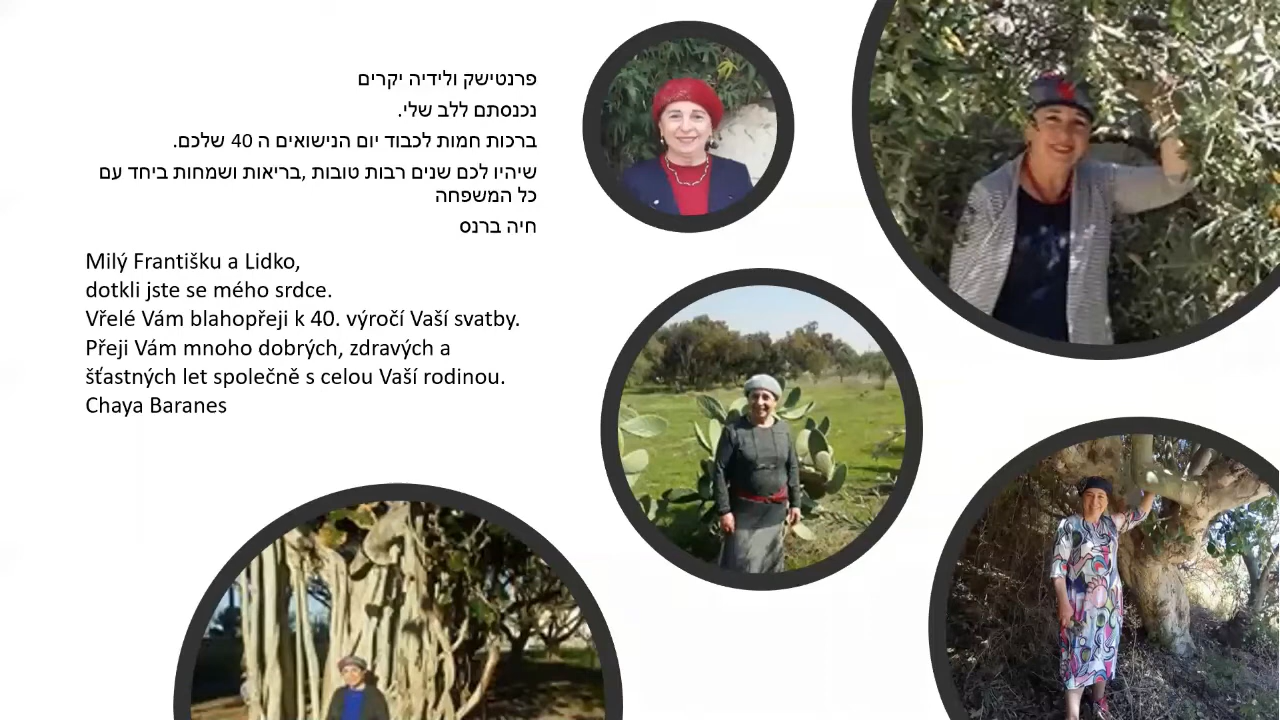 פרנטישק ולידיה יקרים
נכנסתם ללב שלי.
ברכות חמות לכבוד יום הנישואים ה 40 שלכם.
שיהיו לכם שנים רבות טובות ,בריאות ושמחות ביחד עם
כל המשפחה
חיה ברנס
Milý Františku a Lidko,
dotkli jste se mého srdce.
Vřelé Vám blahopřeji k 40. výročí Vaší svatby.
Přeji Vám mnoho dobrých, zdravých a
šťastných let společně s celou Vaší rodinou.
Chaya Baranes